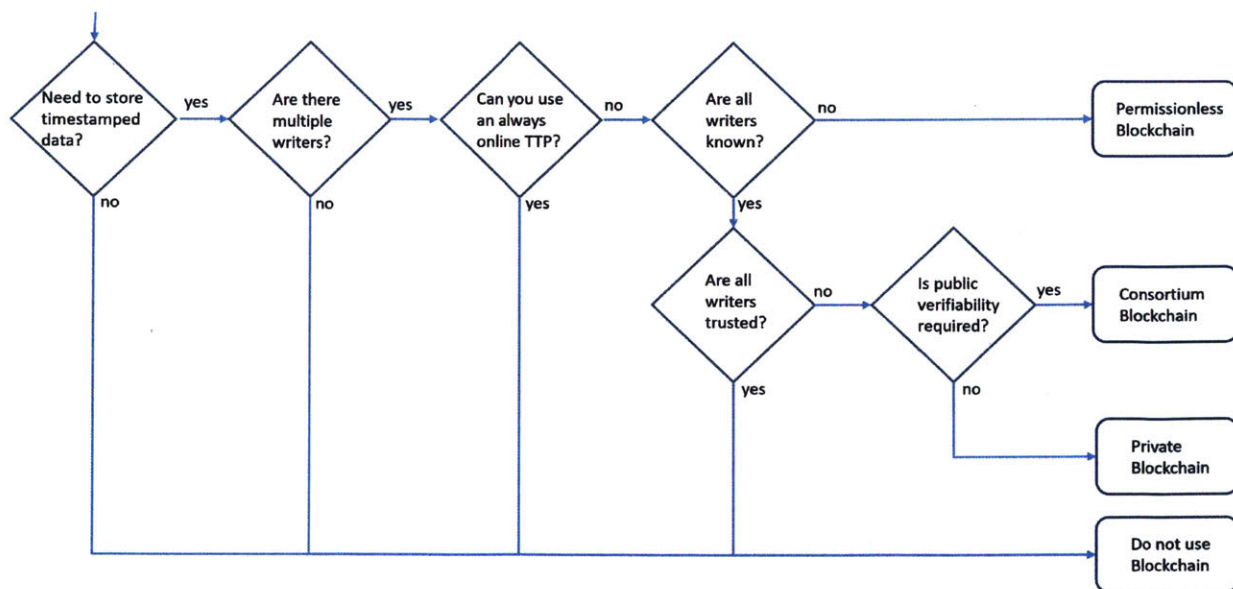 Need to store
timestamped
data?
yes
Are there
multiple
writers?
yes
Can you use
an always
online TTP?
no
Are all
writers
known?
no
Permissionless
Blockchain
no
no
yes
yes
Are all
writers
trusted?
no
Is public
verifiability
required?
yes
Consortium
Blockchain
yes
no
Private
Blockchain
Do not use
Blockchain